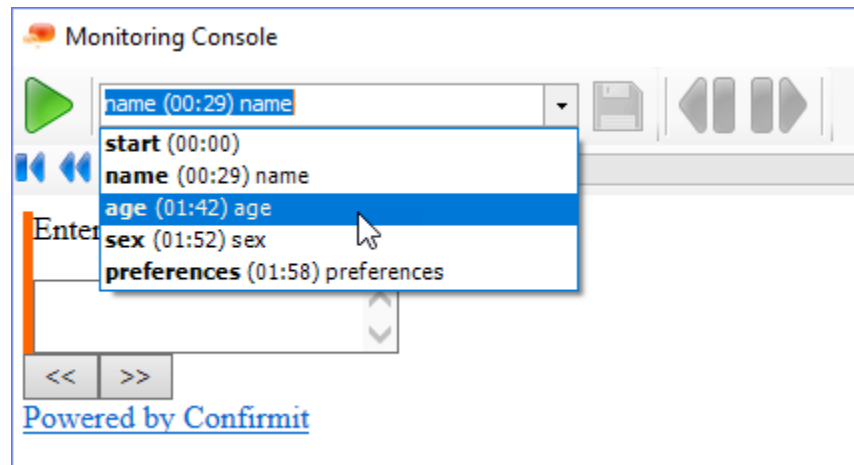 Monitoring Console
name (00:29) name
start (00:00)
name (00:29) name
age (01:42) age
sex (01:52) sex
preferences (01:58) preferences
Enter
<< >>
Powered by Confirmit